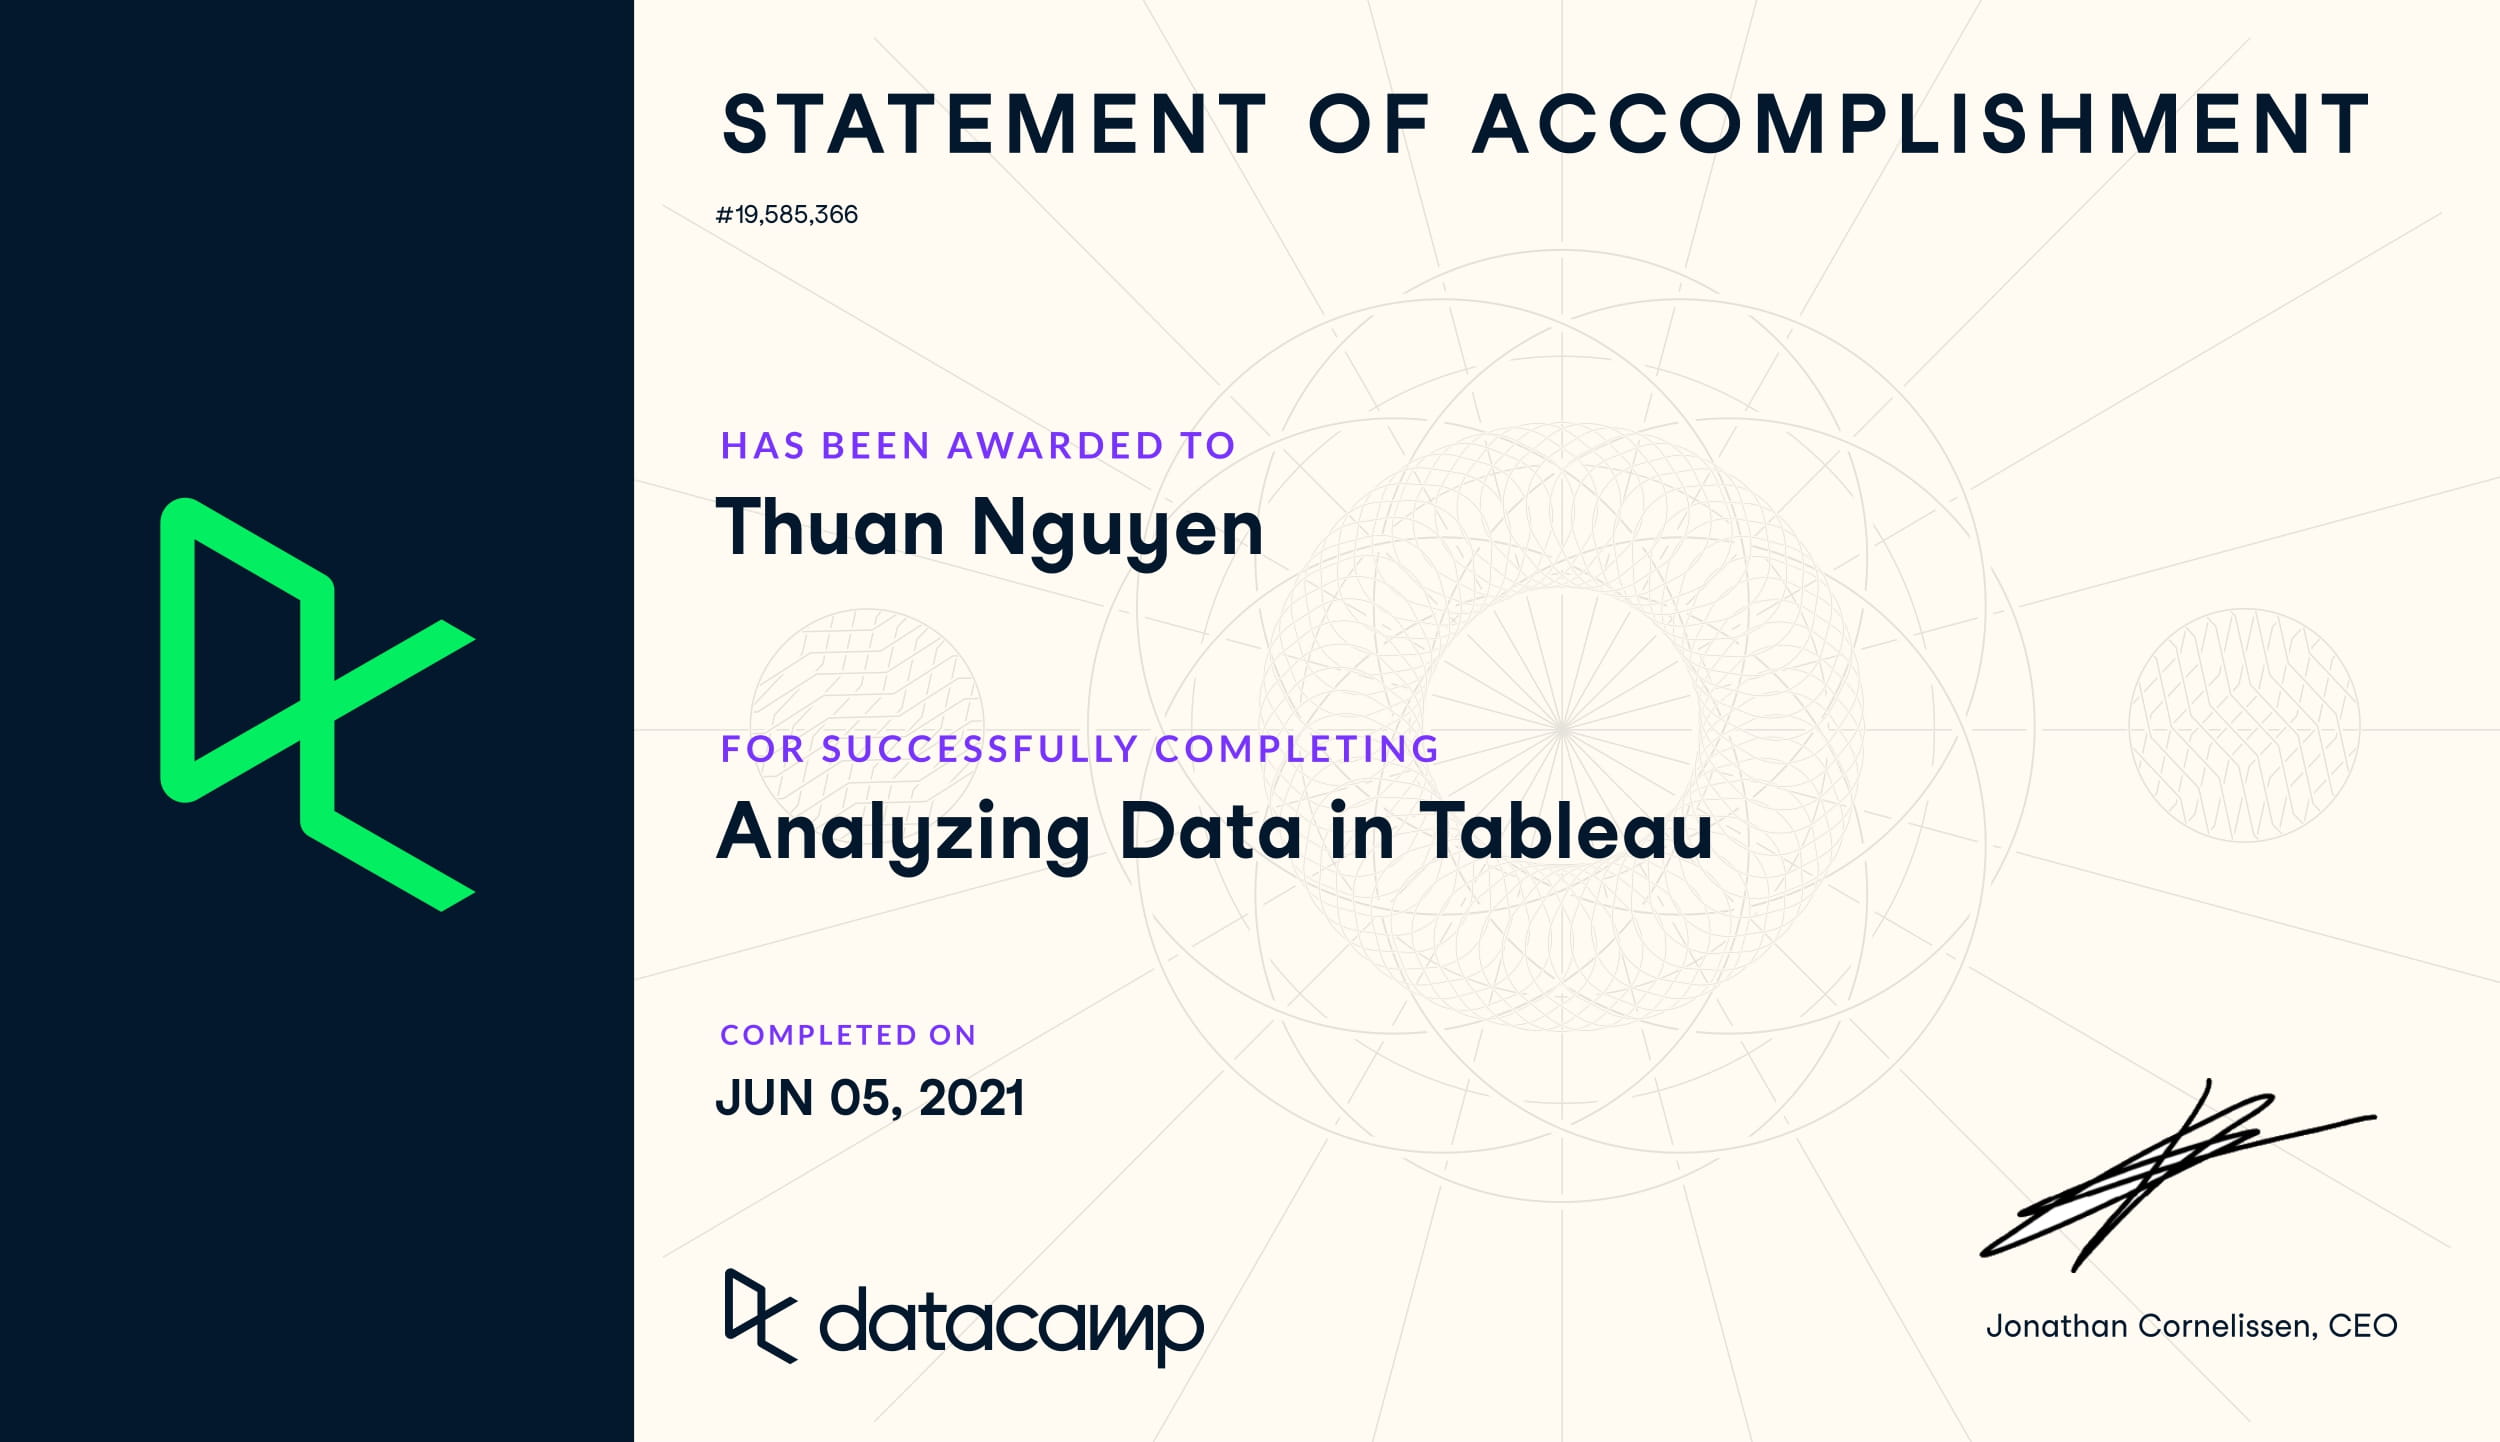 STATEMENT OF ACCOMPLISHMENT
#19,585,366
HAS BEEN AWARDED TO
Thuan Nguyen
FOR SUCCESSFULLY COMPLETING
Analyzing Data in Tableau
COMPLETED ON
JUN 05, 2021
datacamp
Jonathan Cornelissen, CEO